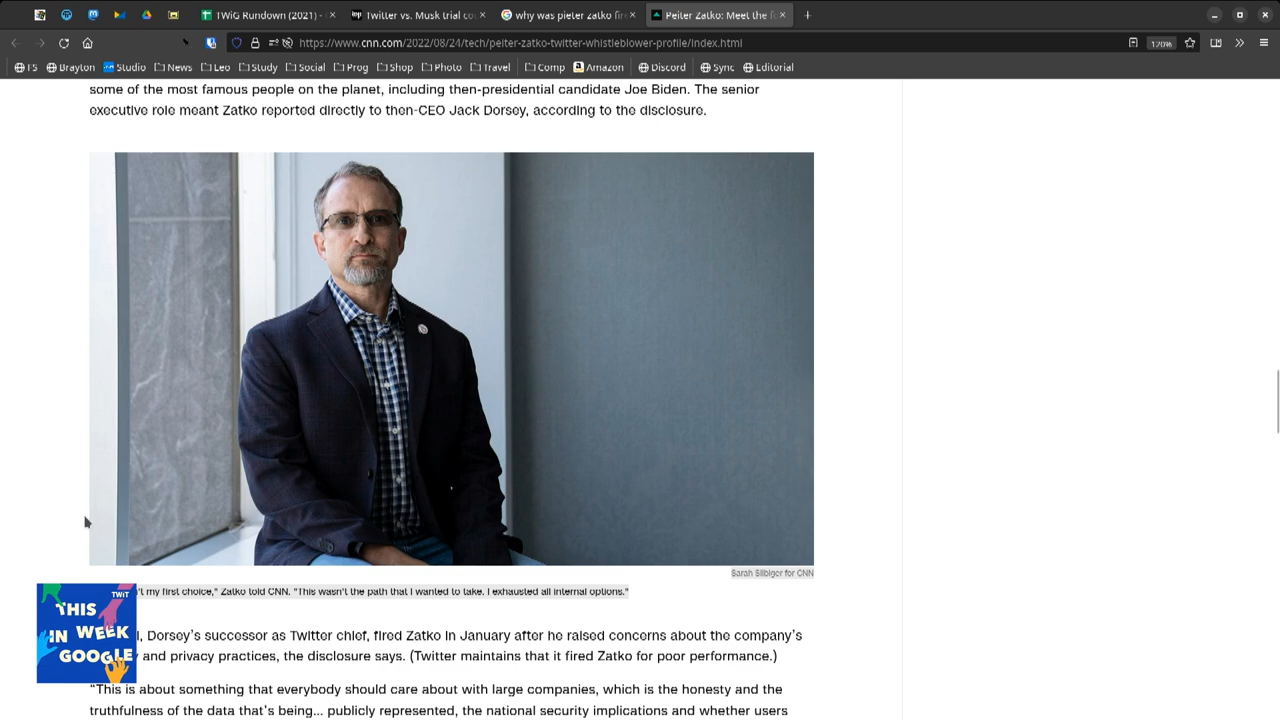 TWiG Rundown (2021) -
Twitter vs. Musk trial co
why was pieter zatko fire
Peiter Zatko: Meet the f
https://www.cnn.com/2022/08/24/tech/peiter-zatko-twitter-whistleblower-profile/index.html
120%
FS Brayton Studio News Leo Study Social Prog Shop Photo Travel Comp Amazon Discord Sync Editorial
some of the most famous people on the planet, including then-presidential candidate Joe Biden. The senior
executive role meant Zatko reported directly to then-CEO Jack Dorsey, according to the disclosure.
Sarah Silbiger for CNN
't my first choice," Zatko told CNN. "This wasn't the path that I wanted to take. I exhausted all internal options."
TWiT
THIS
IN WEEK
GOOGLE
l, Dorsey's successor as Twitter chief, fired Zatko in January after he raised concerns about the company's
y and privacy practices, the disclosure says. (Twitter maintains that it fired Zatko for poor performance.)
“This is about something that everybody should care about with large companies, which is the honesty and the
truthfulness of the data that's being... publicly represented, the national security implications and whether users